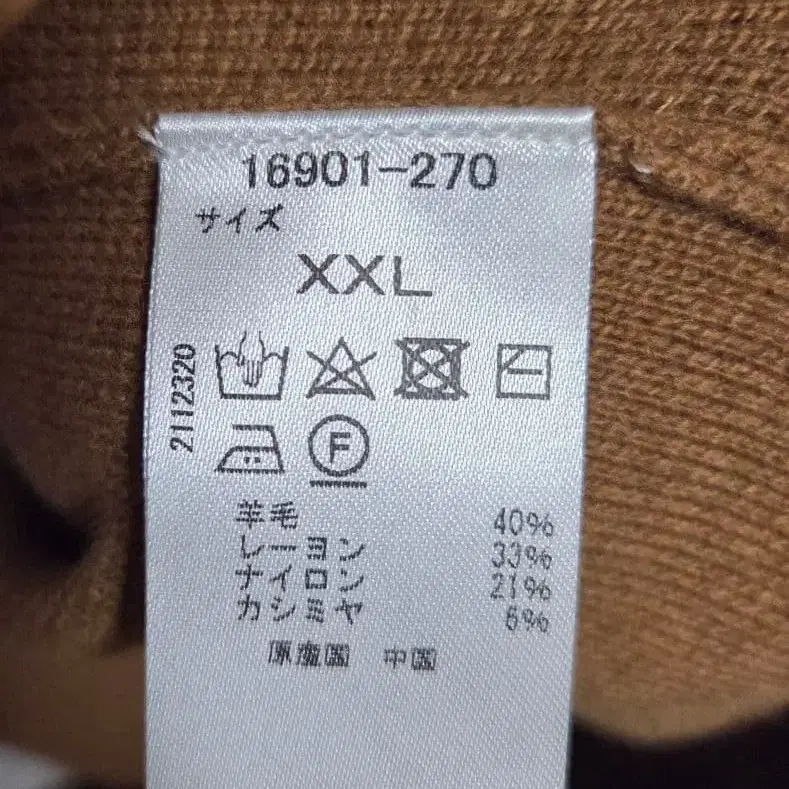 16901-270
サイズ
XXL
2112320
F
羊毛 40%
レーヨン 33%
ナイロン 21%
カシミヤ 6%
原産国 中国